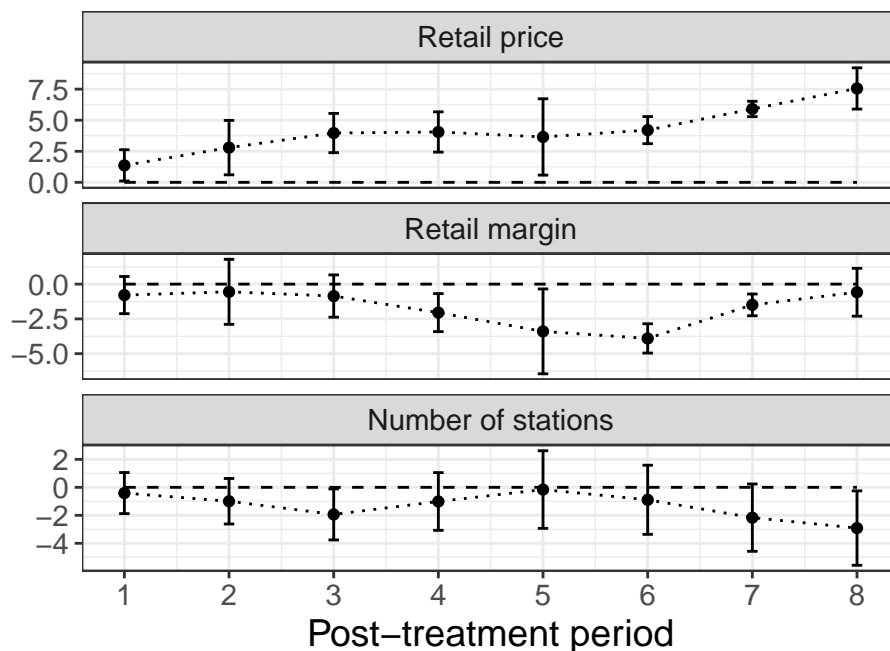 Retail price
7.5
5.0
2.5
0.0
Retail margin
0.0
−2.5
−5.0
Number of stations
2
0
−2
−4
1 2 3 4 5 6 7 8
Post−treatment period